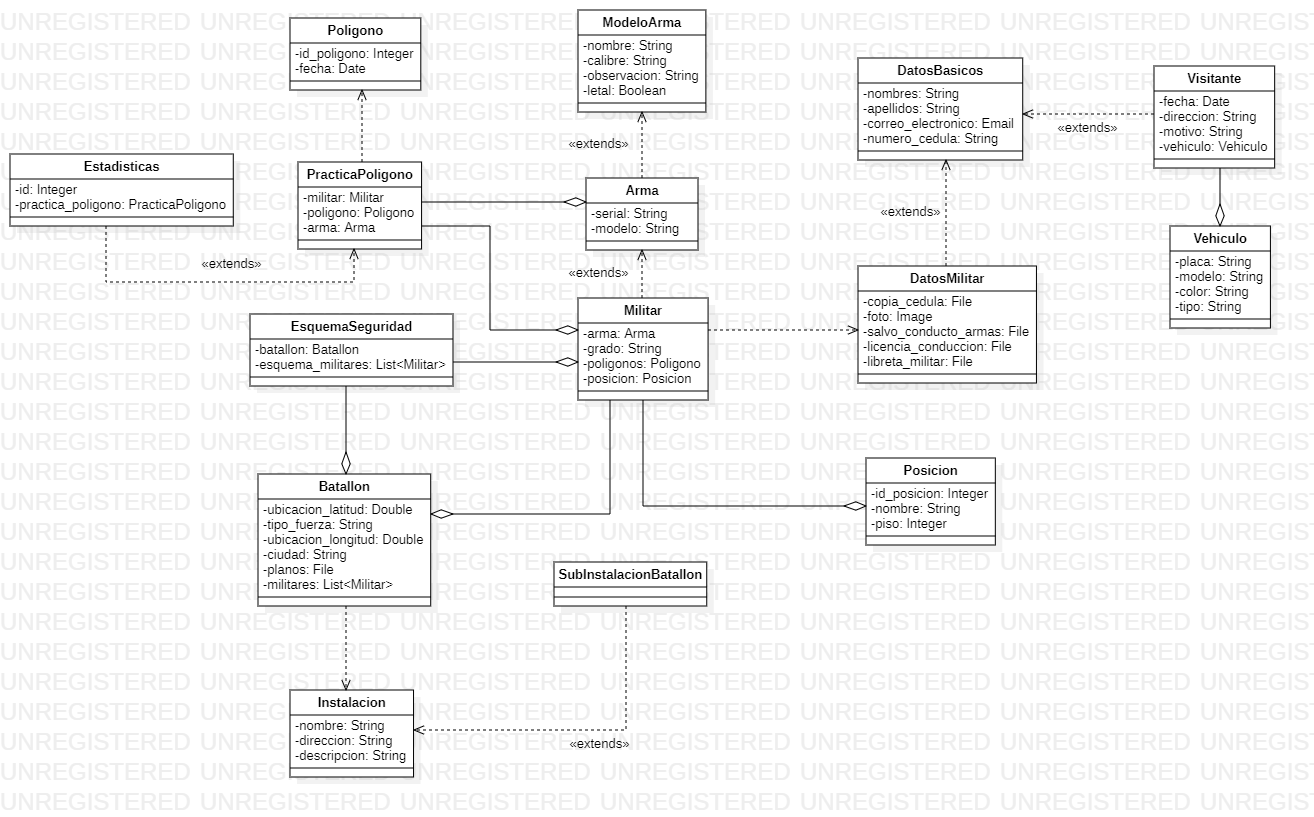 Poligono
-id_poligono: Integer
-fecha: Date
ModeloArma
-nombre: String
-calibre: String
-observacion: String
-letal: Boolean
DatosBasicos
-nombres: String
-apellidos: String
-correo_electronico: Email
-numero_cedula: String
Visitante
-fecha: Date
-direccion: String
-motivo: String
-vehiculo: Vehiculo
«extends»
«extends»
Estadisticas
-id: Integer
-practica_poligono: PracticaPoligono
PracticaPoligono
-militar: Militar
-poligono: Poligono
-arma: Arma
Arma
-serial: String
-modelo: String
«extends»
Vehiculo
-placa: String
-modelo: String
-color: String
-tipo: String
«extends»
«extends»
DatosMilitar
-copia_cedula: File
-foto: Image
-salvo_conducto_armas: File
-licencia_conduccion: File
-libreta_militar: File
Militar
-arma: Arma
-grado: String
-poligonos: Poligono
-posicion: Posicion
EsquemaSeguridad
-batallon: Batallon
-esquema_militares: List<Militar>
Posicion
-id_posicion: Integer
-nombre: String
-piso: Integer
Batallon
-ubicacion_latitud: Double
-tipo_fuerza: String
-ubicacion_longitud: Double
-ciudad: String
-planos: File
-militares: List<Militar>
SubInstalacionBatallon
Instalacion
-nombre: String
-direccion: String
-descripcion: String
«extends»
UNREGISTERED